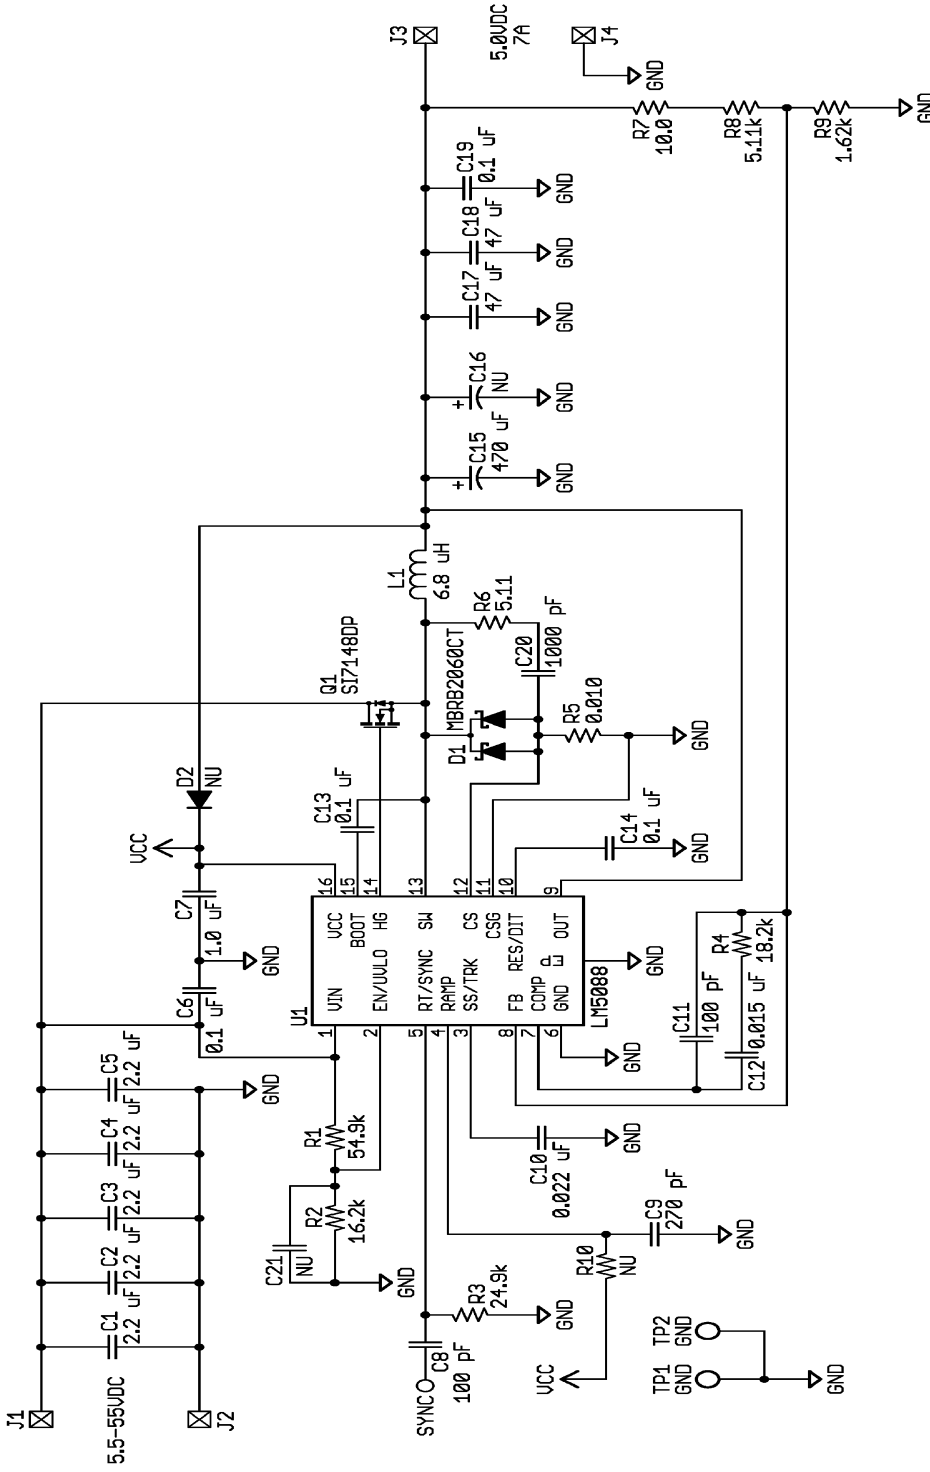 J1
5.5-55VDC
J2
C1
2.2 uF
C2
2.2 uF
C3
2.2 uF
C4
2.2 uF
C5
2.2 uF
GND
C6
0.1 uF
GND
C7
1.0 uF
VCC
D2
NU
Q1
SI7148DP
C13
0.1 uF
L1
6.8 uH
J3
5.0VDC
7A
J4
GND
C15
470 uF
GND
C16
NU
GND
C17
47 uF
GND
C18
47 uF
GND
C19
0.1 uF
GND
R7
10.0
R8
5.11k
R9
1.62k
GND
D1
MBRB2060CT
R6
5.11
C20
1000 pF
R5
0.010
GND
C14
0.1 uF
GND
U1
LM5088
1
VIN
2
EN/UVLO
5
RT/SYNC
4
RAMP
3
SS/TRK
8
FB
7
COMP
6
GND
EP
16
VCC
15
BOOT
14
HG
13
SW
12
CS
11
CSG
10
RES/DIT
9
OUT
GND
GND
R1
54.9k
R2
16.2k
C21
NU
GND
SYNC
C8
100 pF
R3
24.9k
GND
C10
0.022 uF
GND
C11
100 pF
R4
18.2k
C12
0.015 uF
VCC
R10
NU
C9
270 pF
GND
TP1
GND
TP2
GND
GND